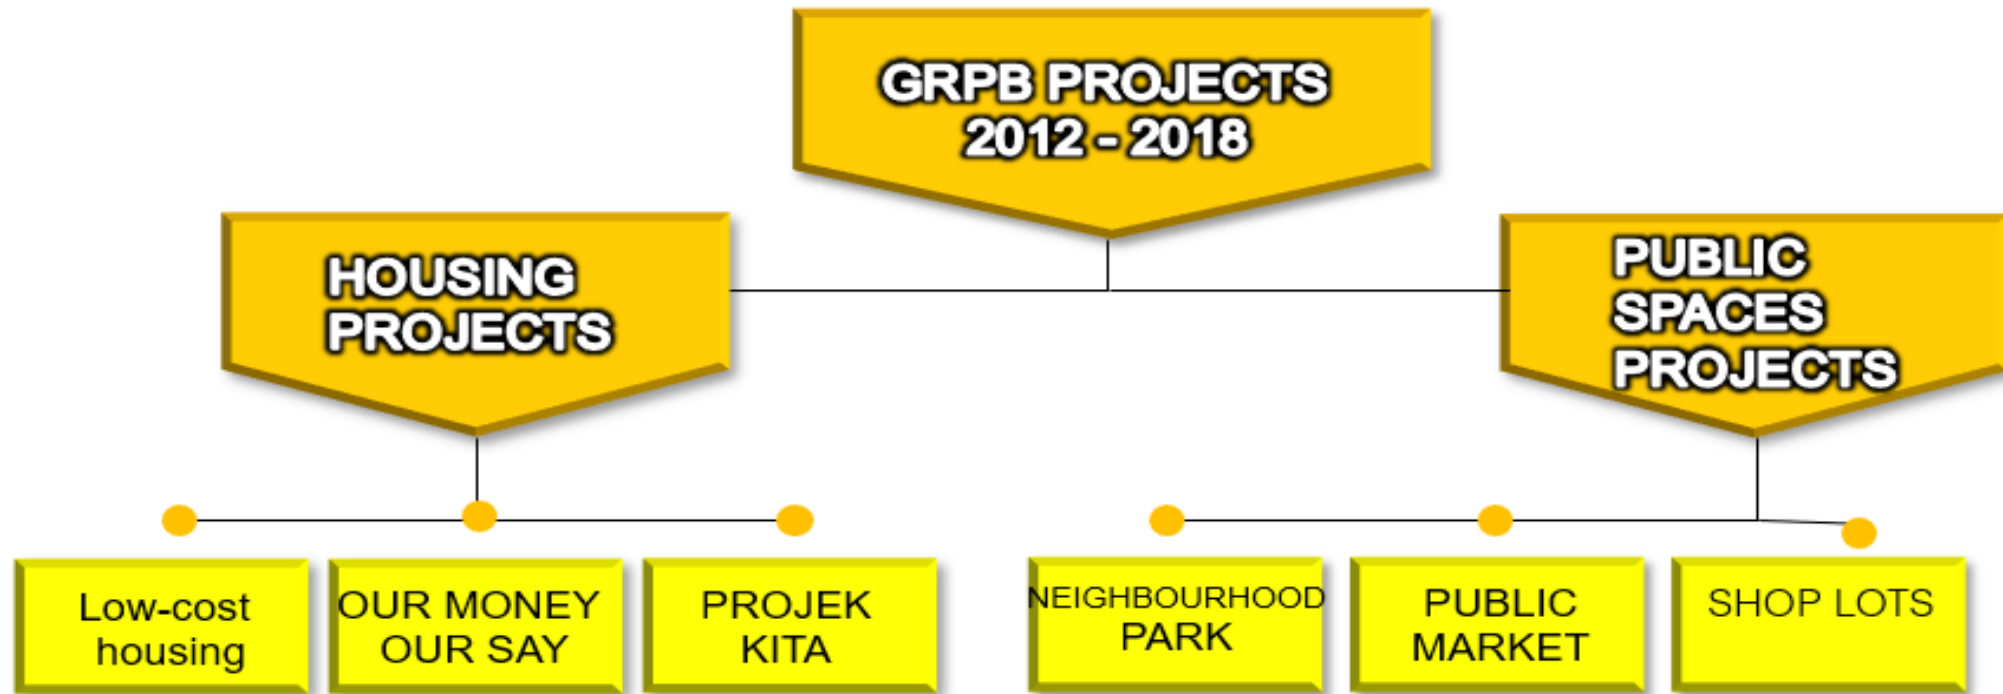 GRPB PROJECTS
2012 - 2018
HOUSING
PROJECTS
PUBLIC
SPACES
PROJECTS
Low-cost
housing
OUR MONEY
OUR SAY
PROJEK
KITA
NEIGHBOURHOOD
PARK
PUBLIC
MARKET
SHOP LOTS